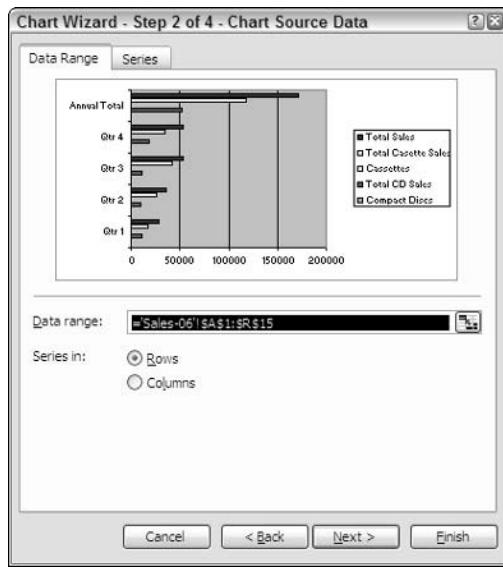 Chart Wizard - Step 2 of 4 - Chart Source Data
Data Range
Series
Annual Total
Qtr 4
Qtr 3
Qtr 2
Qtr 1
0 50000 100000 150000 200000
Total Sales
Total Casette Sales
Cassettes
Total CD Sales
Compact Discs
Data range:
='Sales-06'!$A$1:$R$15
Series in:
Rows
Columns
Cancel
< Back
Next >
Finish